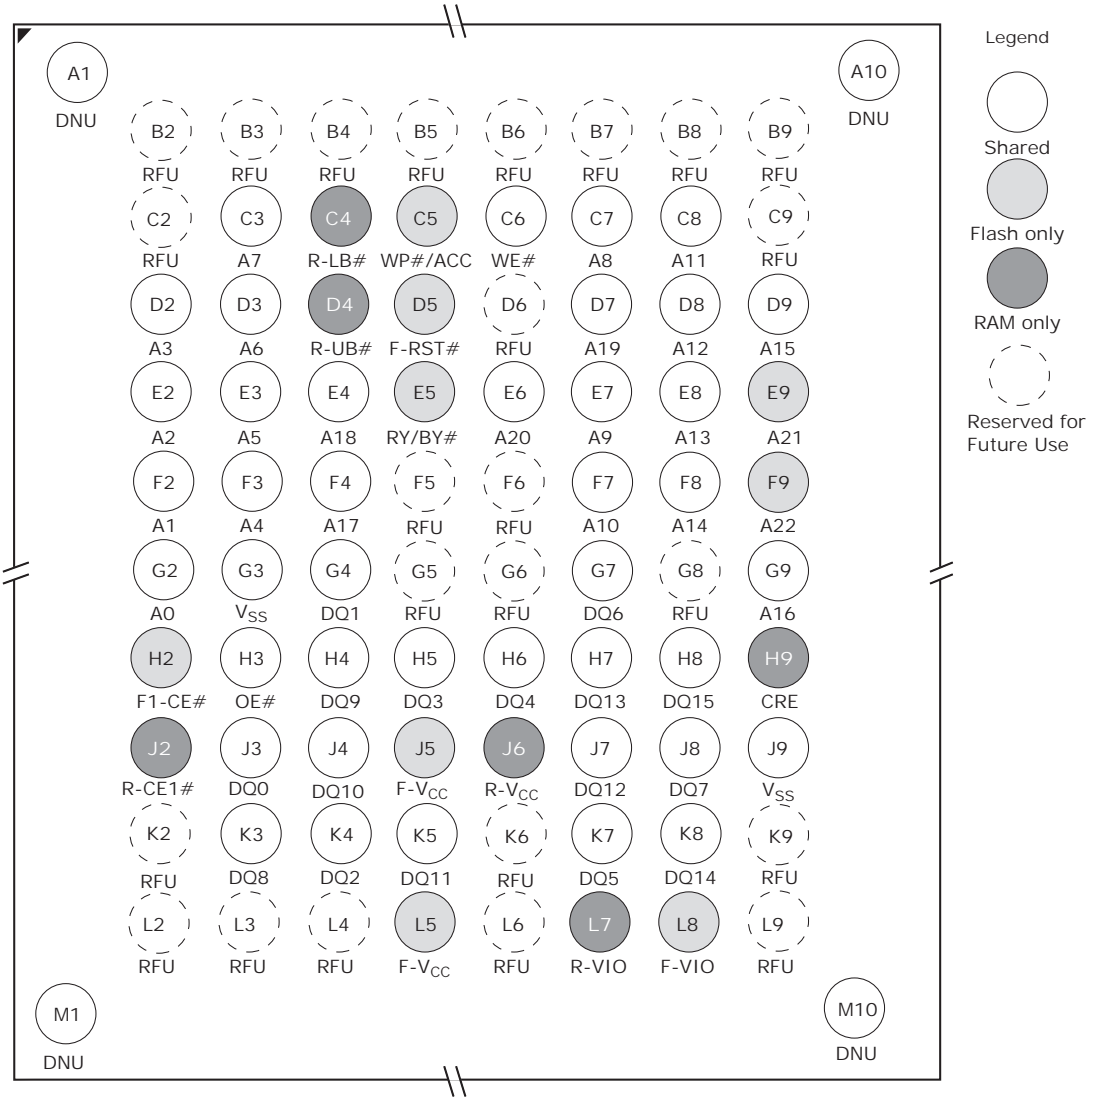 Legend
A1
A10
DNU
DNU
Shared
Flash only
RAM only
Reserved for
Future Use
B2 B3 B4 B5 B6 B7 B8 B9
RFU RFU RFU RFU RFU RFU RFU RFU
C2 C3 C4 C5 C6 C7 C8 C9
RFU A7 R-LB# WP#/ACC WE# A8 A11 RFU
D2 D3 D4 D5 D6 D7 D8 D9
A3 A6 R-UB# F-RST# RFU A19 A12 A15
E2 E3 E4 E5 E6 E7 E8 E9
A2 A5 A18 RY/BY# A20 A9 A13 A21
F2 F3 F4 F5 F6 F7 F8 F9
A1 A4 A17 RFU RFU A10 A14 A22
G2 G3 G4 G5 G6 G7 G8 G9
A0 VSS DQ1 RFU RFU DQ6 RFU A16
H2 H3 H4 H5 H6 H7 H8 H9
F1-CE# OE# DQ9 DQ3 DQ4 DQ13 DQ15 CRE
J2 J3 J4 J5 J6 J7 J8 J9
R-CE1# DQ0 DQ10 F-VCC R-VCC DQ12 DQ7 VSS
K2 K3 K4 K5 K6 K7 K8 K9
RFU DQ8 DQ2 DQ11 RFU DQ5 DQ14 RFU
L2 L3 L4 L5 L6 L7 L8 L9
RFU RFU RFU F-VCC RFU R-VIO F-VIO RFU
M1 M10
DNU DNU